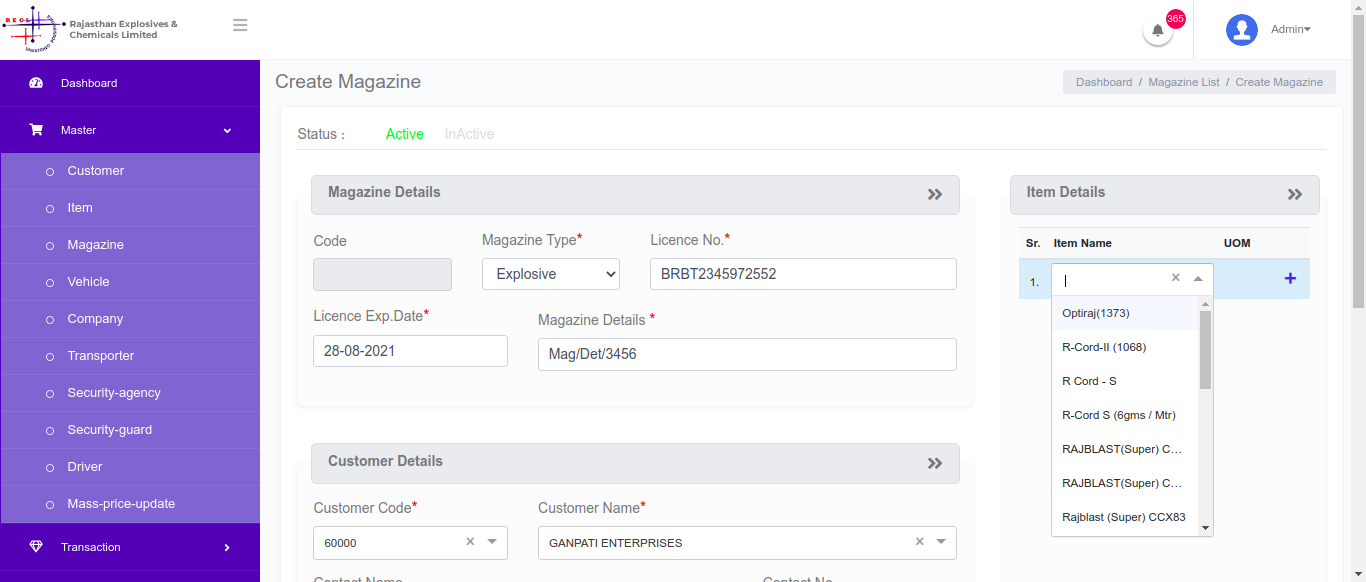 RECL
Rajasthan Explosives &
Chemicals Limited
365
Admin
Dashboard
Master
Customer
Item
Magazine
Vehicle
Company
Transporter
Security-agency
Security-guard
Driver
Mass-price-update
Transaction
Create Magazine
Dashboard / Magazine List / Create Magazine
Status : Active InActive
Magazine Details
Code
Magazine Type*
Licence No.*
Explosive
BRBT2345972552
Licence Exp.Date*
Magazine Details *
28-08-2021
Mag/Det/3456
Customer Details
Customer Code*
Customer Name*
60000
GANPATI ENTERPRISES
Contact Name
Contact No
Item Details
Sr. Item Name UOM
1.
Optiraj(1373)
R-Cord-II (1068)
R Cord - S
R-Cord S (6gms / Mtr)
RAJBLAST(Super) C...
RAJBLAST(Super) C...
Rajblast (Super) CCX83